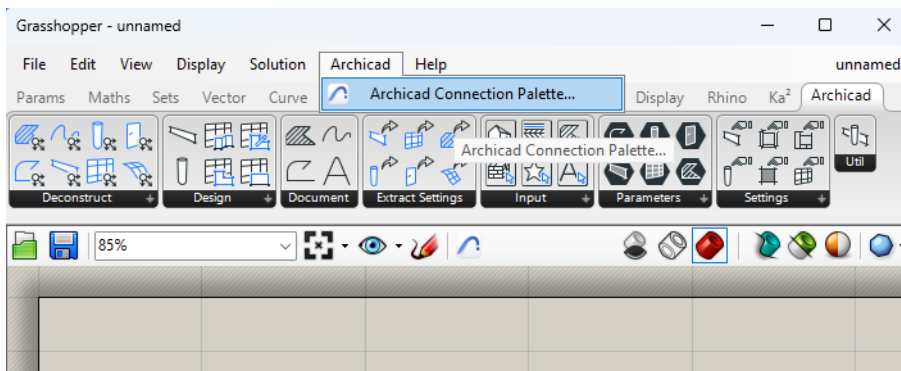 Grasshopper - unnamed
File Edit View Display Solution Archicad Help unnamed
Archicad Connection Palette...
Params Maths Sets Vector Curve Display Rhino Ka² Archicad
Archicad Connection Palette...
Util
Deconstruct Design Document Extract Settings Input Parameters Settings
85%